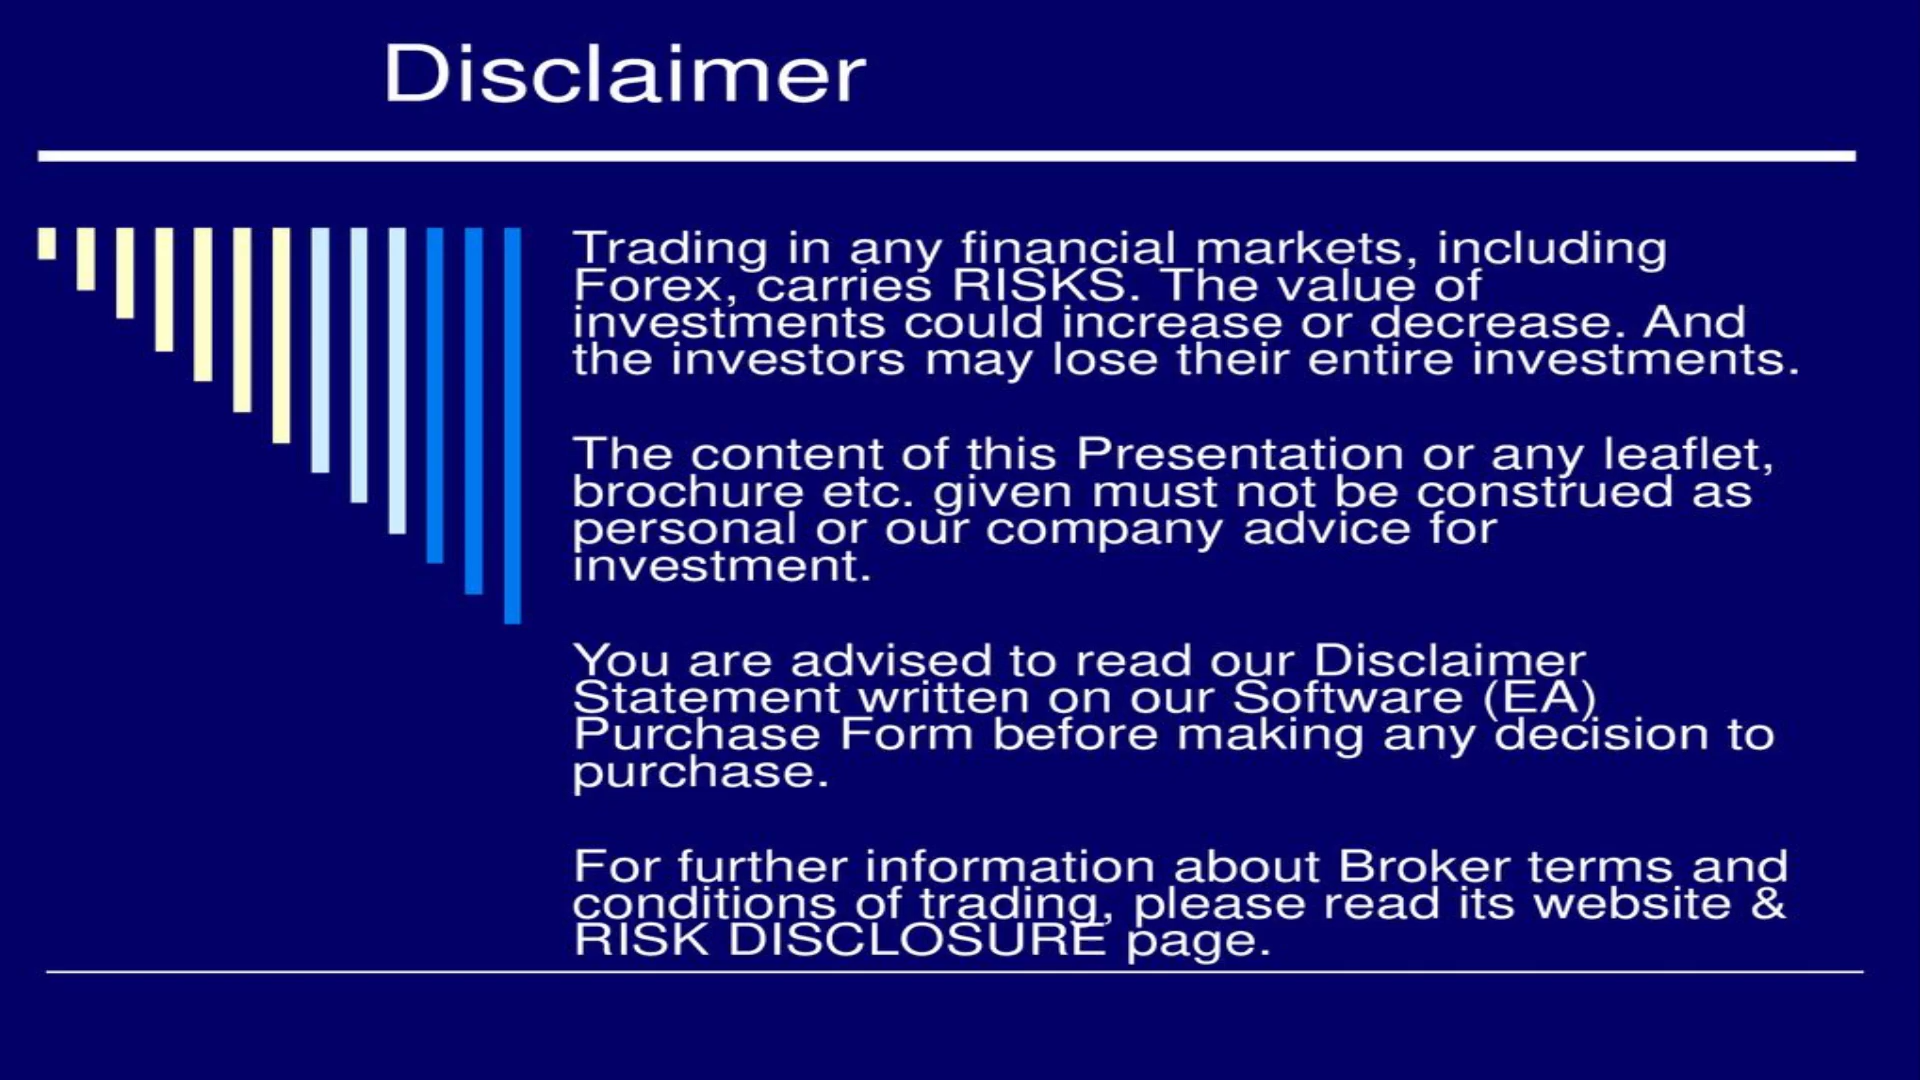 Disclaimer
Trading in any financial markets, including
Forex, carries RISKS. The value of
investments could increase or decrease. And
the investors may lose their entire investments.
The content of this Presentation or any leaflet,
brochure etc. given must not be construed as
personal or our company advice for
investment.
You are advised to read our Disclaimer
Statement written on our Software (EA)
Purchase Form before making any decision to
purchase.
For further information about Broker terms and
conditions of trading, please read its website &
RISK DISCLOSURE page.